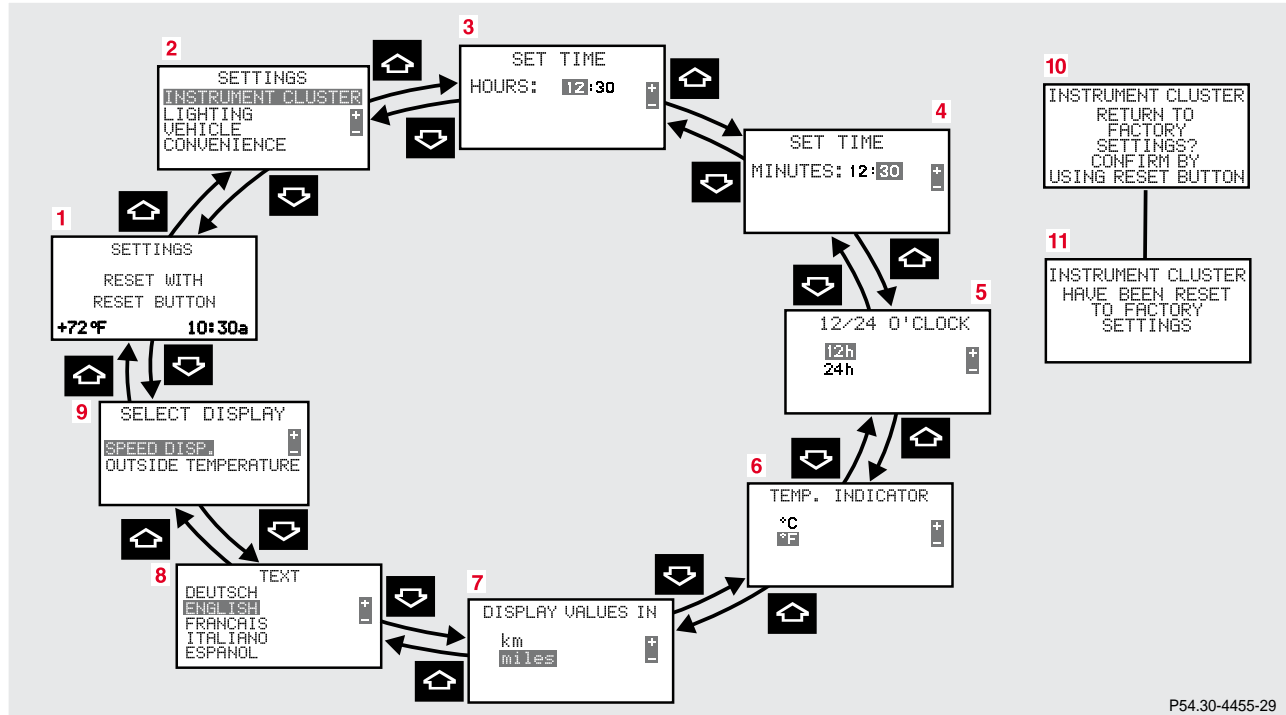 1
SETTINGS
RESET WITH
RESET BUTTON
+72°F 10:30a
2
SETTINGS
INSTRUMENT CLUSTER
LIGHTING
VEHICLE
CONVENIENCE
+
−
3
SET TIME
HOURS: 12:30
+
−
4
SET TIME
MINUTES: 12:30
+
−
5
12/24 O'CLOCK
12h
24h
+
−
6
TEMP. INDICATOR
°C
°F
+
−
7
DISPLAY VALUES IN
km
miles
+
−
8
TEXT
DEUTSCH
ENGLISH
FRANCAIS
ITALIANO
ESPANOL
+
−
9
SELECT DISPLAY
SPEED DISP.
OUTSIDE TEMPERATURE
+
−
10
INSTRUMENT CLUSTER
RETURN TO
FACTORY
SETTINGS?
CONFIRM BY
USING RESET BUTTON
11
INSTRUMENT CLUSTER
HAVE BEEN RESET
TO FACTORY
SETTINGS
P54.30-4455-29